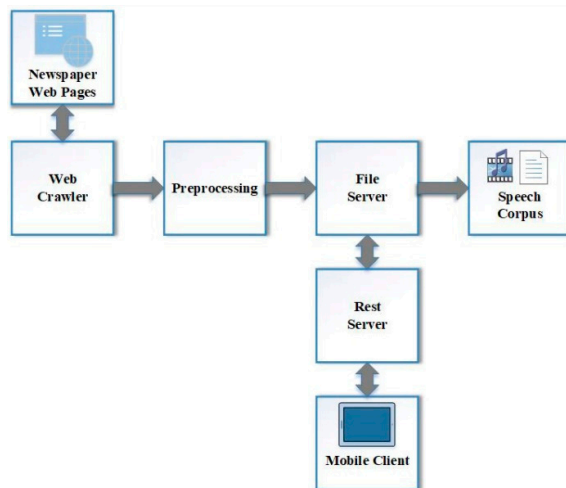 Newspaper
Web Pages
Web
Crawler
Preprocessing
File
Server
Speech
Corpus
Rest
Server
Mobile Client